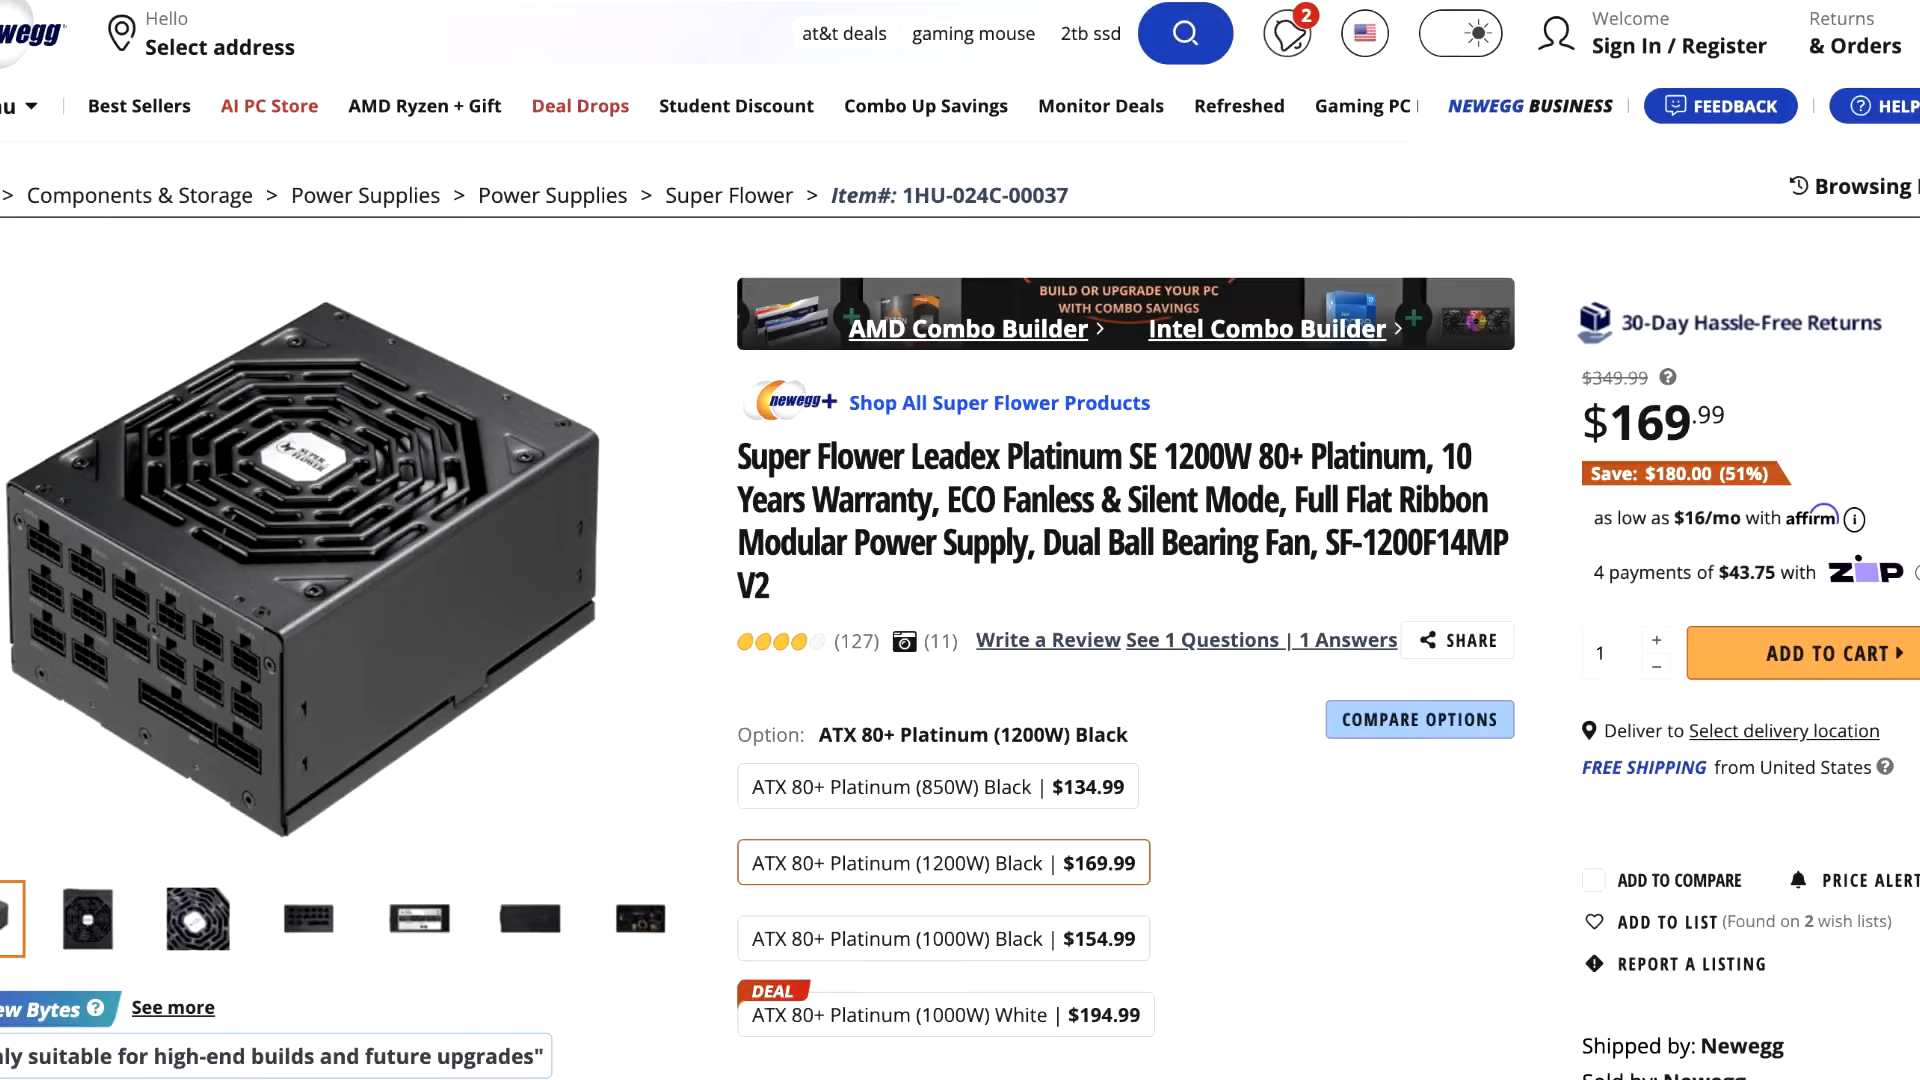 wegg
Hello
Select address
at&t deals gaming mouse 2tb ssd
2
Welcome
Sign In / Register
Returns
& Orders
nu
Best Sellers AI PC Store AMD Ryzen + Gift Deal Drops Student Discount Combo Up Savings Monitor Deals Refreshed Gaming PC NEWEGG BUSINESS FEEDBACK HELP
> Components & Storage > Power Supplies > Power Supplies > Super Flower > Item#: 1HU-024C-00037
Browsing
BUILD OR UPGRADE YOUR PC
WITH COMBO SAVINGS
AMD Combo Builder > Intel Combo Builder >
newegg+ Shop All Super Flower Products
Super Flower Leadex Platinum SE 1200W 80+ Platinum, 10
Years Warranty, ECO Fanless & Silent Mode, Full Flat Ribbon
Modular Power Supply, Dual Ball Bearing Fan, SF-1200F14MP
V2
(127) (11) Write a Review See 1 Questions | 1 Answers SHARE
COMPARE OPTIONS
Option: ATX 80+ Platinum (1200W) Black
ATX 80+ Platinum (850W) Black | $134.99
ATX 80+ Platinum (1200W) Black | $169.99
ATX 80+ Platinum (1000W) Black | $154.99
DEAL
ATX 80+ Platinum (1000W) White | $194.99
SUPER
FLOWER
ew Bytes ? See more
ly suitable for high-end builds and future upgrades"
30-Day Hassle-Free Returns
$349.99 ?
$169.99
Save: $180.00 (51%)
as low as $16/mo with affirm
4 payments of $43.75 with ZIP
1 + −
ADD TO CART
Deliver to Select delivery location
FREE SHIPPING from United States ?
ADD TO COMPARE PRICE ALERT
ADD TO LIST (Found on 2 wish lists)
REPORT A LISTING
Shipped by: Newegg
Sold by: Newegg